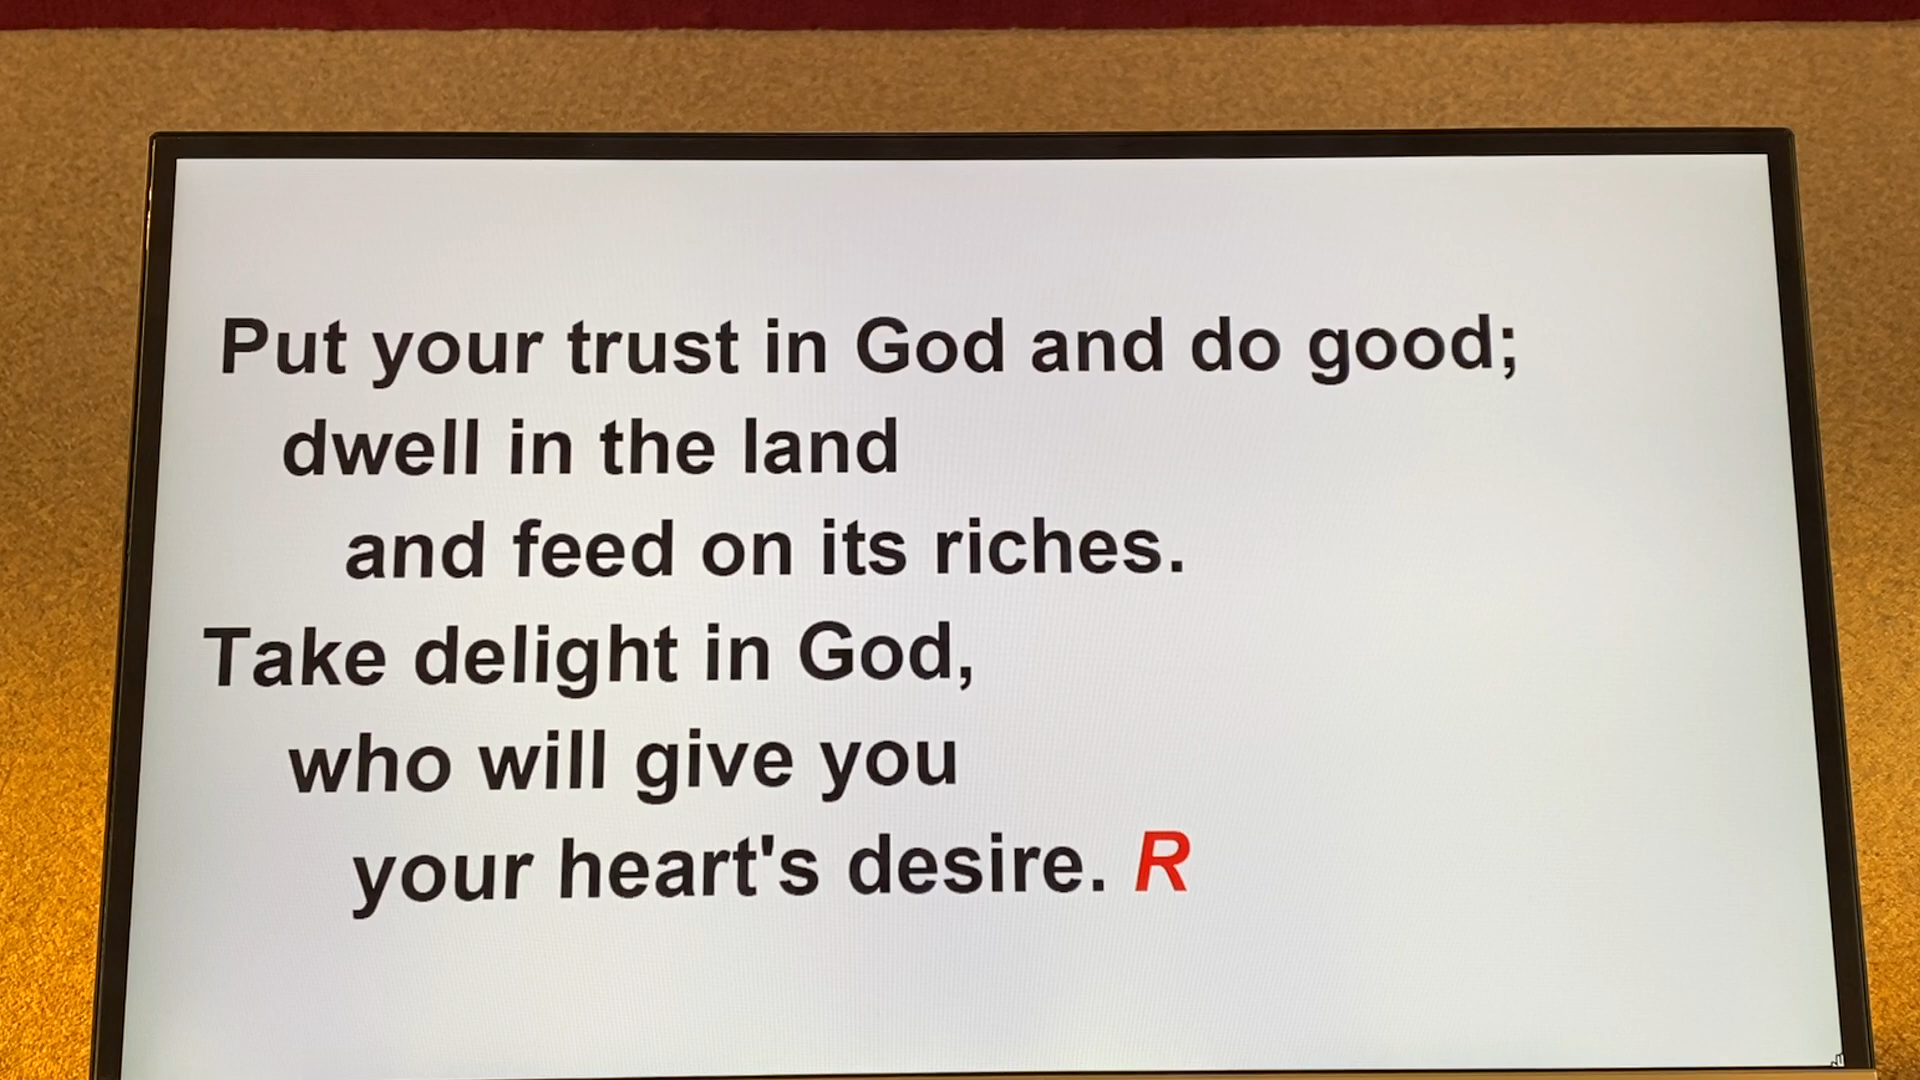 Put your trust in God and do good;
dwell in the land
and feed on its riches.
Take delight in God,
who will give you
your heart's desire. R